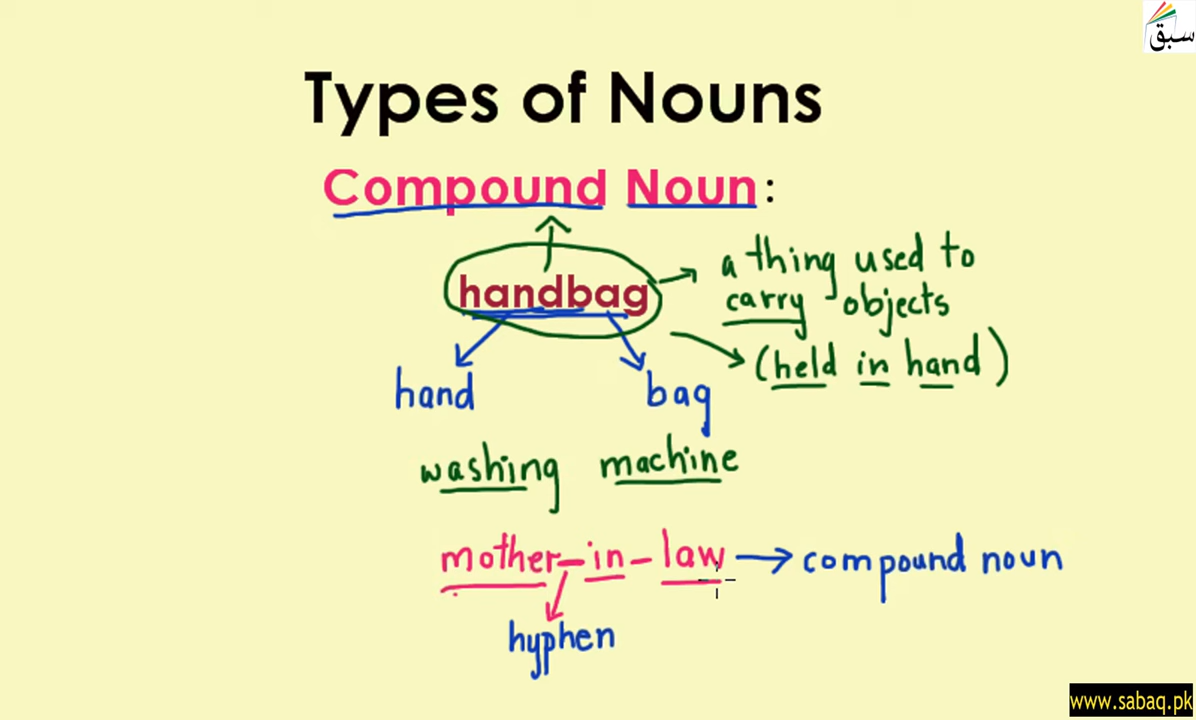 سبق
Types of Nouns
Compound Noun:
handbag
a thing used to
carry objects
(held in hand)
hand
bag
washing machine
mother-in-law
compound noun
hyphen
www.sabaq.pk